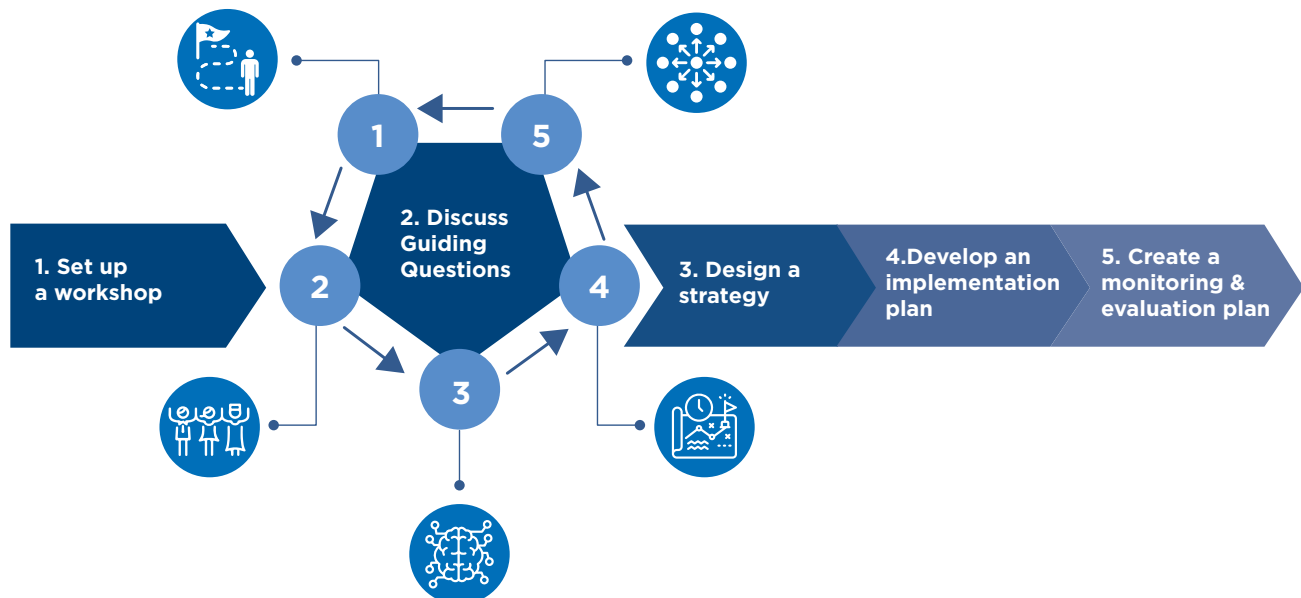 1. Set up
a workshop
1
2
3
4
5
2. Discuss
Guiding
Questions
3. Design a
strategy
4.Develop an
implementation
plan
5. Create a
monitoring &
evaluation plan